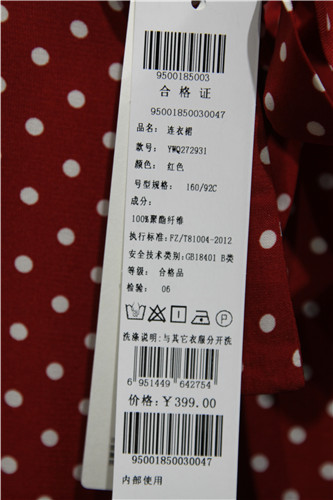 9500185003
合格证
95001850030047
品名: 连衣裙
款号: YWQ272931
颜色: 红色
号型规格: 160/92C
成分:
100%聚酯纤维
执行标准:FZ/T81004-2012
安全技术类别:GB18401 B类
等级: 合格品
检验: 06
P
洗涤说明:与其它衣服分开洗
6 951449 642754
价格:￥399.00
95001850030047
内部使用